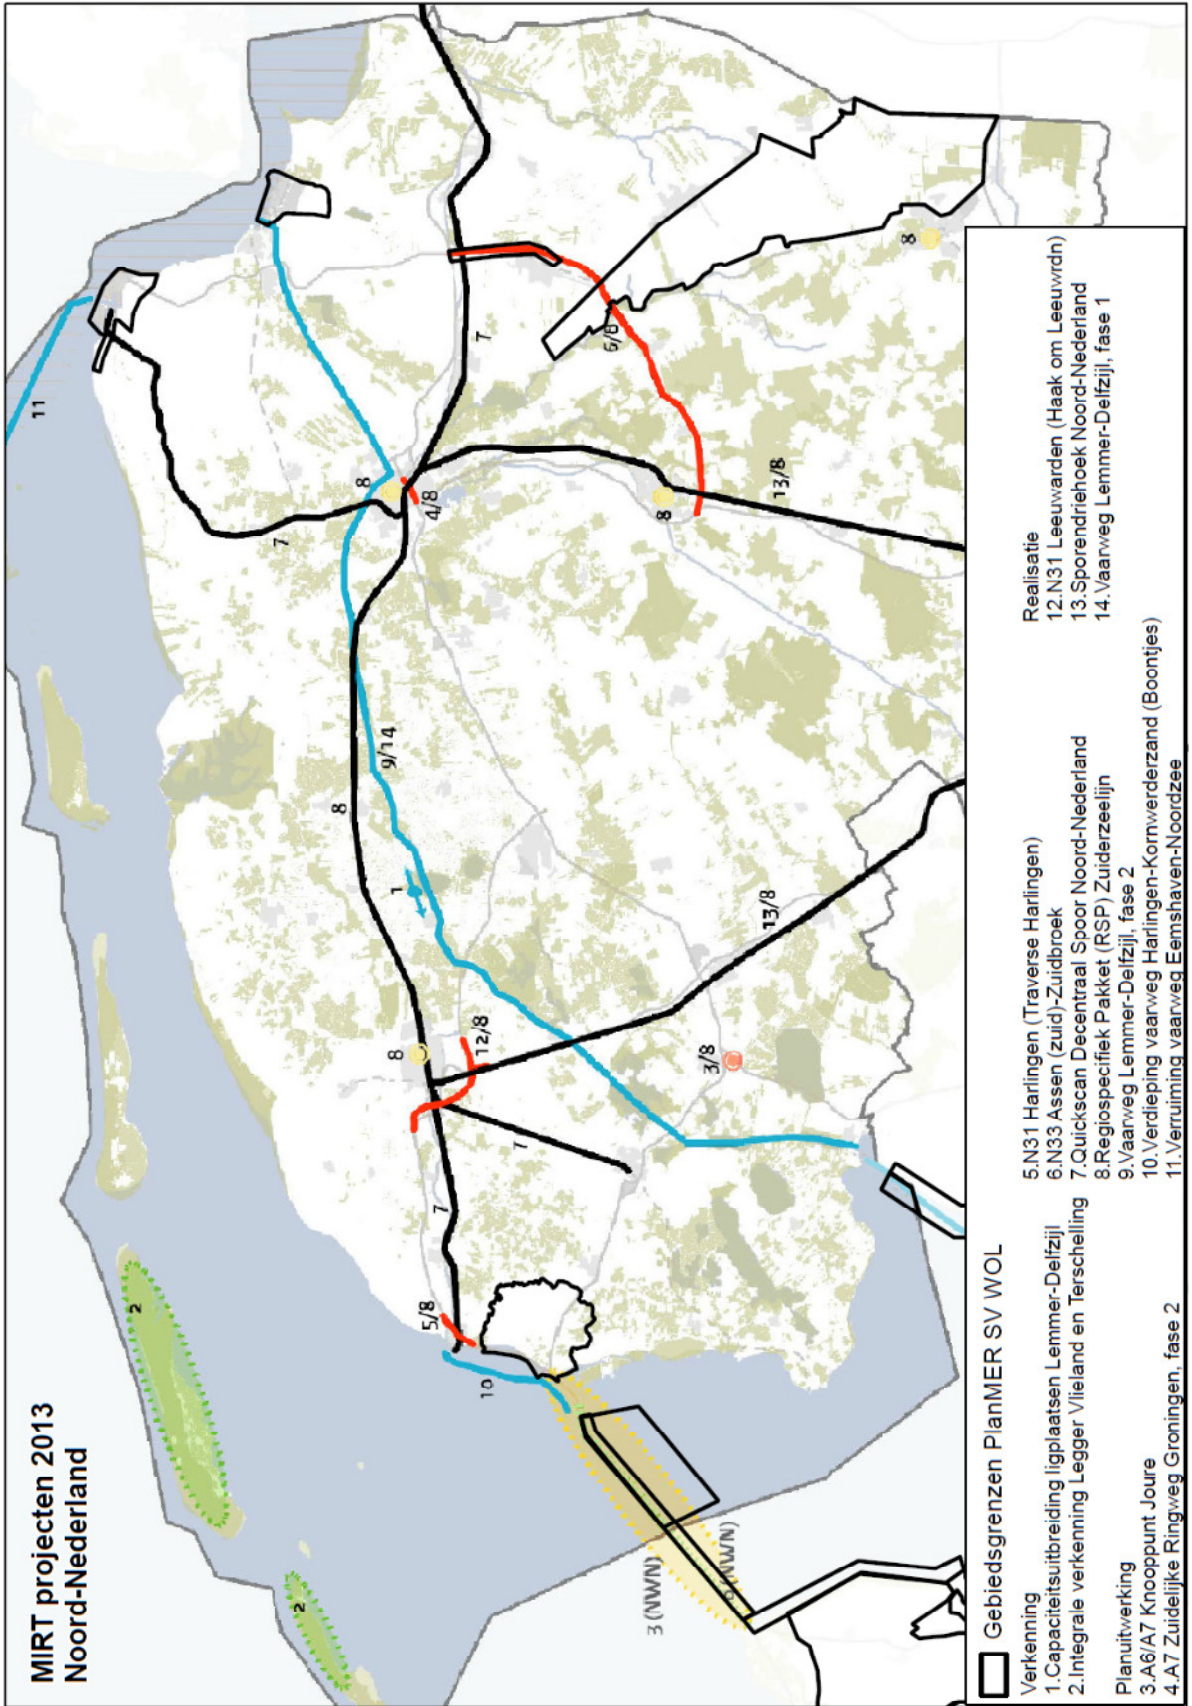 MIRT projecten 2013
Noord-Nederland
2
2
3 (NWN)
(NWN)
10
5/8
7
7
8
12/8
3/8
13/8
1
9/14
8
7
8
4/8
8
13/8
6/8
7
11
8
Gebiedsgrenzen PlanMER SV WOL
Verkenning
1.Capaciteitsuitbreiding ligplaatsen Lemmer-Delfzijl
2.Integrale verkenning Legger Vlieland en Terschelling
Planuitwerking
3.A6/A7 Knooppunt Joure
4.A7 Zuidelijke Ringweg Groningen, fase 2
5.N31 Harlingen (Traverse Harlingen)
6.N33 Assen (zuid)-Zuidbroek
7.Quickscan Decentraal Spoor Noord-Nederland
8.Regiospecifiek Pakket (RSP) Zuiderzeelijn
9.Vaarweg Lemmer-Delfzijl, fase 2
10.Verdieping vaarweg Harlingen-Kornwerderzand (Boontjes)
11.Verruiming vaarweg Eemshaven-Noordzee
Realisatie
12.N31 Leeuwarden (Haak om Leeuwrdn)
13.Sporendriehoek Noord-Nederland
14.Vaarweg Lemmer-Delfzijl, fase 1